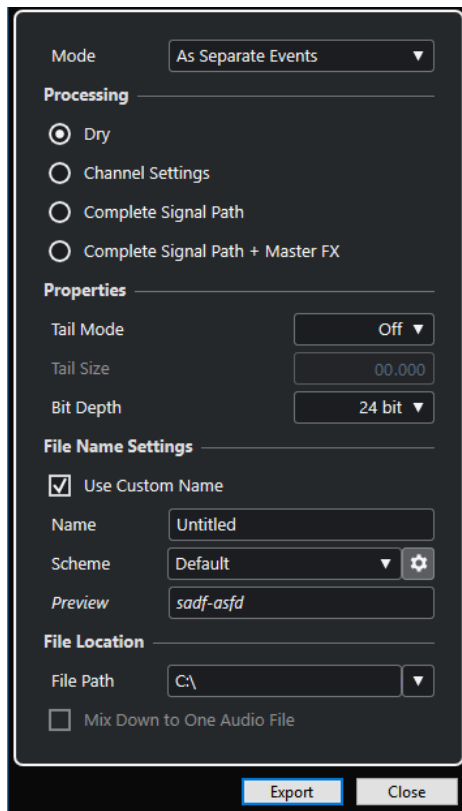 Mode As Separate Events
Processing
Dry
Channel Settings
Complete Signal Path
Complete Signal Path + Master FX
Properties
Tail Mode Off
Tail Size 00.000
Bit Depth 24 bit
File Name Settings
Use Custom Name
Name Untitled
Scheme Default
Preview sadf-asfd
File Location
File Path C:\
Mix Down to One Audio File
Export Close